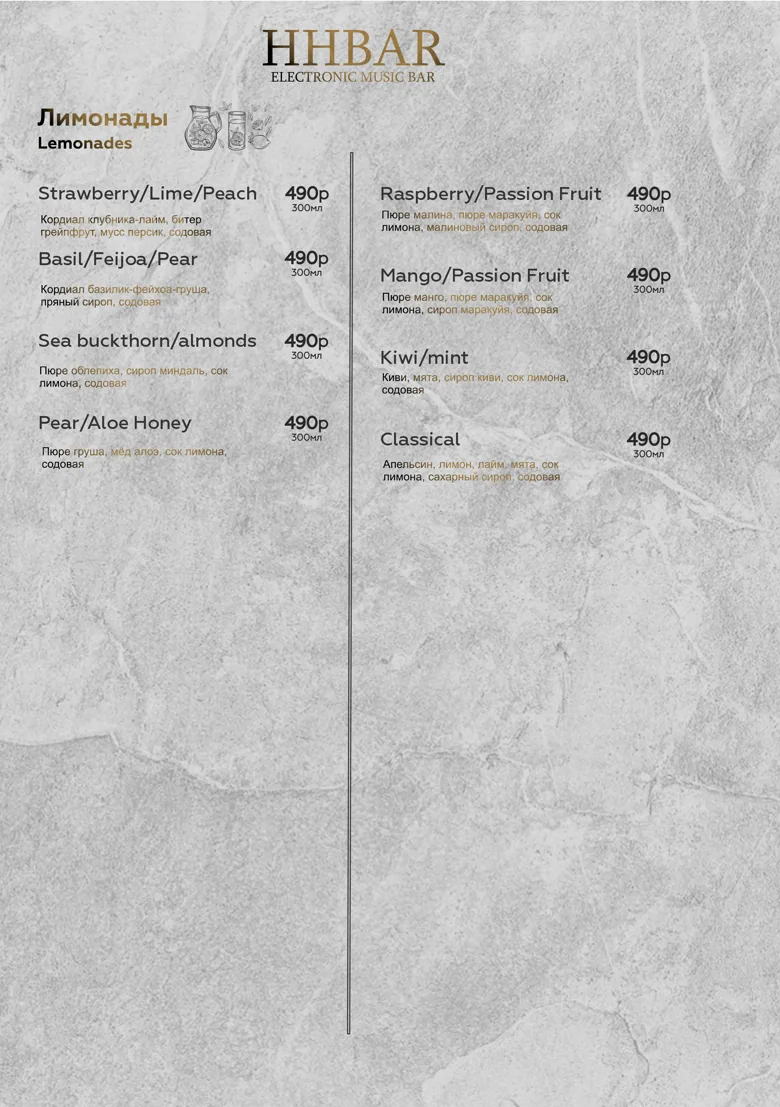 HHBAR
ELECTRONIC MUSIC BAR
Лимонады
Lemonades
Strawberry/Lime/Peach 490р
300мл
Кордиал клубника-лайм, битер
грейпфрут, мусс персик, содовая
Basil/Feijoa/Pear 490р
300мл
Кордиал базилик-фейхоа-груша,
пряный сироп, содовая
Sea buckthorn/almonds 490р
300мл
Пюре облепиха, сироп миндаль, сок
лимона, содовая
Pear/Aloe Honey 490р
300мл
Пюре груша, мёд алоэ, сок лимона,
содовая
Raspberry/Passion Fruit 490р
300мл
Пюре малина, пюре маракуйя, сок
лимона, малиновый сироп, содовая
Mango/Passion Fruit 490р
300мл
Пюре манго, пюре маракуйя, сок
лимона, сироп маракуйя, содовая
Kiwi/mint 490р
300мл
Киви, мята, сироп киви, сок лимона,
содовая
Classical 490р
300мл
Апельсин, лимон, лайм, мята, сок
лимона, сахарный сироп, содовая